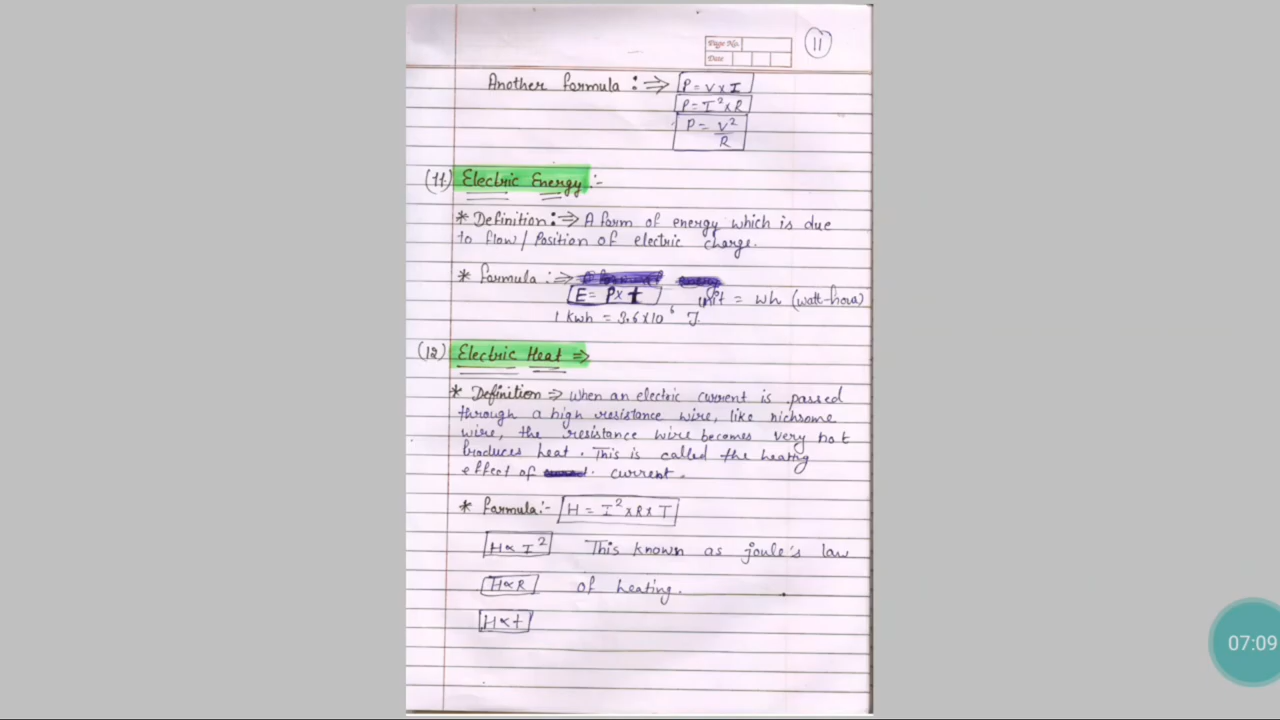 Page No.
Date
11
Another formula :⇒ P = V×I
P = I²×R
P = V²/R
(11) Electric Energy :-
* Definition :⇒ A form of energy which is due
to flow / Position of electric charge.
* formula :⇒
E = P×t unit = wh (watt-hour)
1 kwh = 3.6×10⁶ J.
(12) Electric Heat ⇒
* Definition ⇒ When an electric current is passed
through a high resistance wire, like nichrome
wire, the resistance wire becomes very hot
Produces heat. This is called the heating
effect of current.
* formula :- H = I²×R×T
H∝I² This known as joule's law
H∝R of heating.
H∝t
07:09